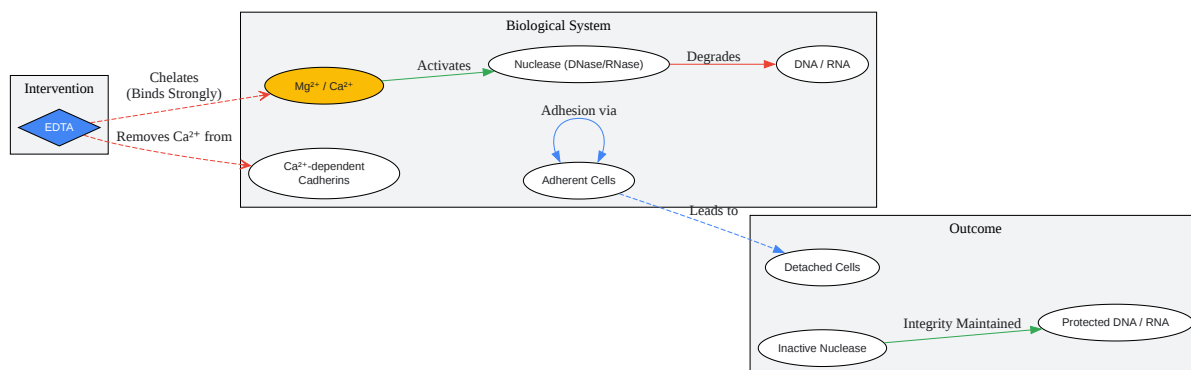 Biological System
Intervention
EDTA
Chelates
(Binds Strongly)
Removes Ca²⁺ from
Mg²⁺ / Ca²⁺
Activates
Nuclease (DNase/RNase)
Degrades
DNA / RNA
Ca²⁺-dependent
Cadherins
Adhesion via
Adherent Cells
Leads to
Outcome
Detached Cells
Inactive Nuclease
Integrity Maintained
Protected DNA / RNA